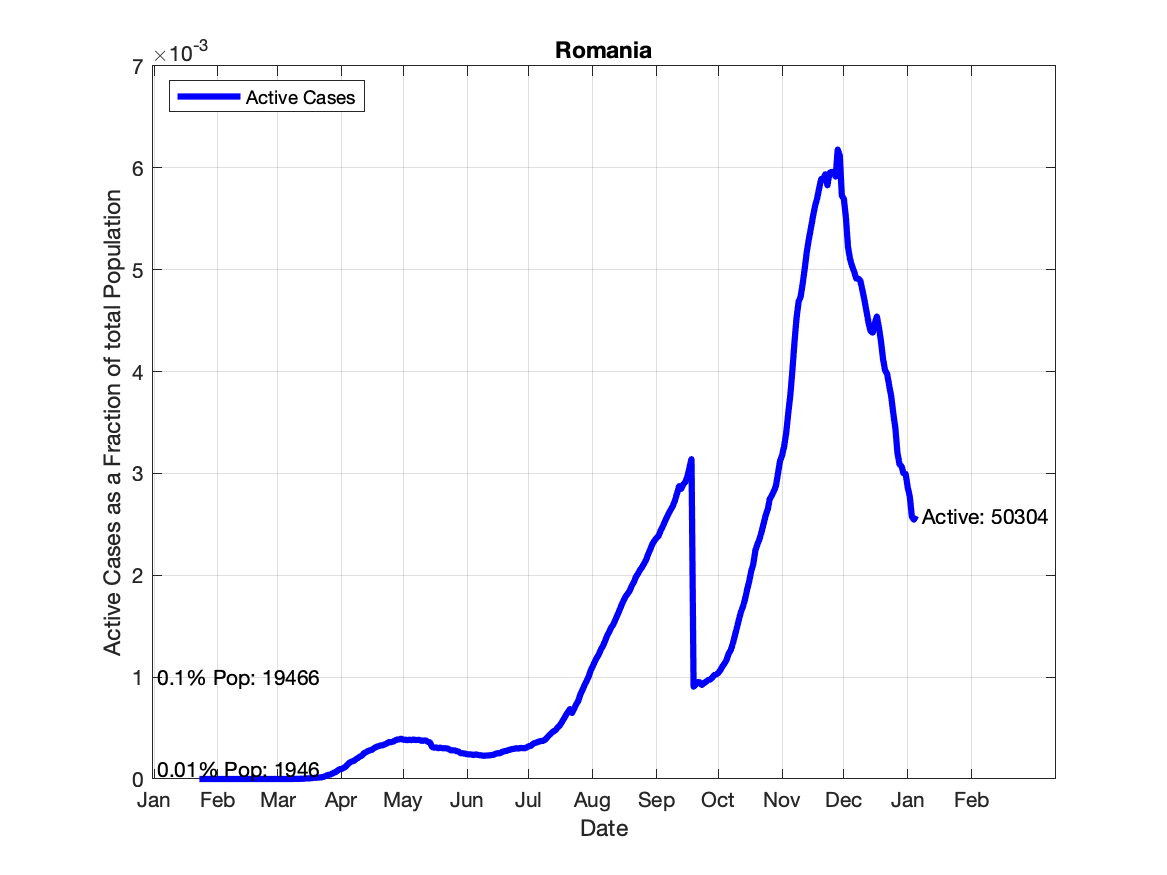 Romania
×10-3
Active Cases
7
6
5
4
3
2
1
0
Active Cases as a Fraction of total Population
Active: 50304
0.1% Pop: 19466
0.01% Pop: 1946
Jan Feb Mar Apr May Jun Jul Aug Sep Oct Nov Dec Jan Feb
Date